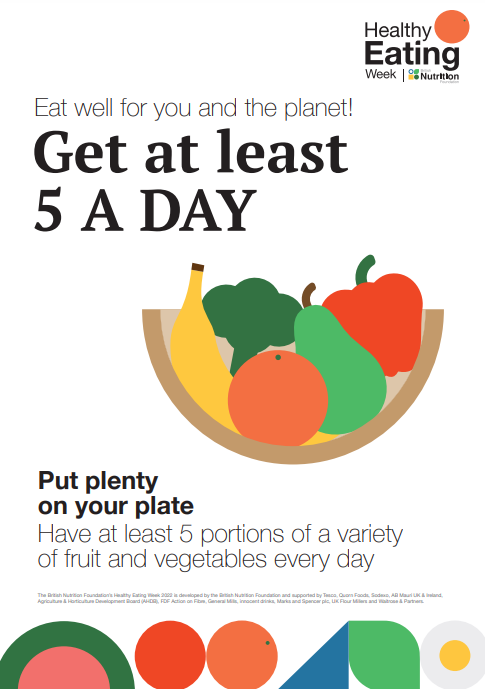 Healthy
Eating
Week
British
Nutrition
Foundation
Eat well for you and the planet!
Get at least
5 A DAY
Put plenty
on your plate
Have at least 5 portions of a variety
of fruit and vegetables every day
The British Nutrition Foundation's Healthy Eating Week 2022 is developed by the British Nutrition Foundation and supported by Tesco, Quorn Foods, Sodexo, AB Mauri UK & Ireland,
Agriculture & Horticulture Development Board (AHDB), FDF Action on Fibre, General Mills, innocent drinks, Marks and Spencer plc, UK Flour Millers and Waitrose & Partners.